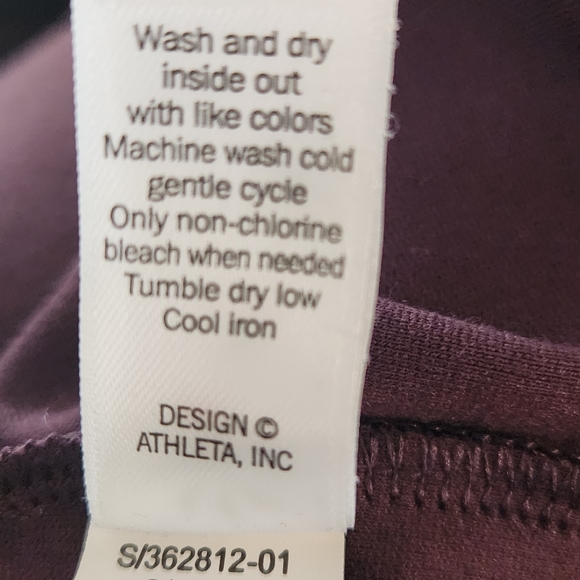 Wash and dry
inside out
with like colors
Machine wash cold
gentle cycle
Only non-chlorine
bleach when needed
Tumble dry low
Cool iron
DESIGN ©
ATHLETA, INC
S/362812-01